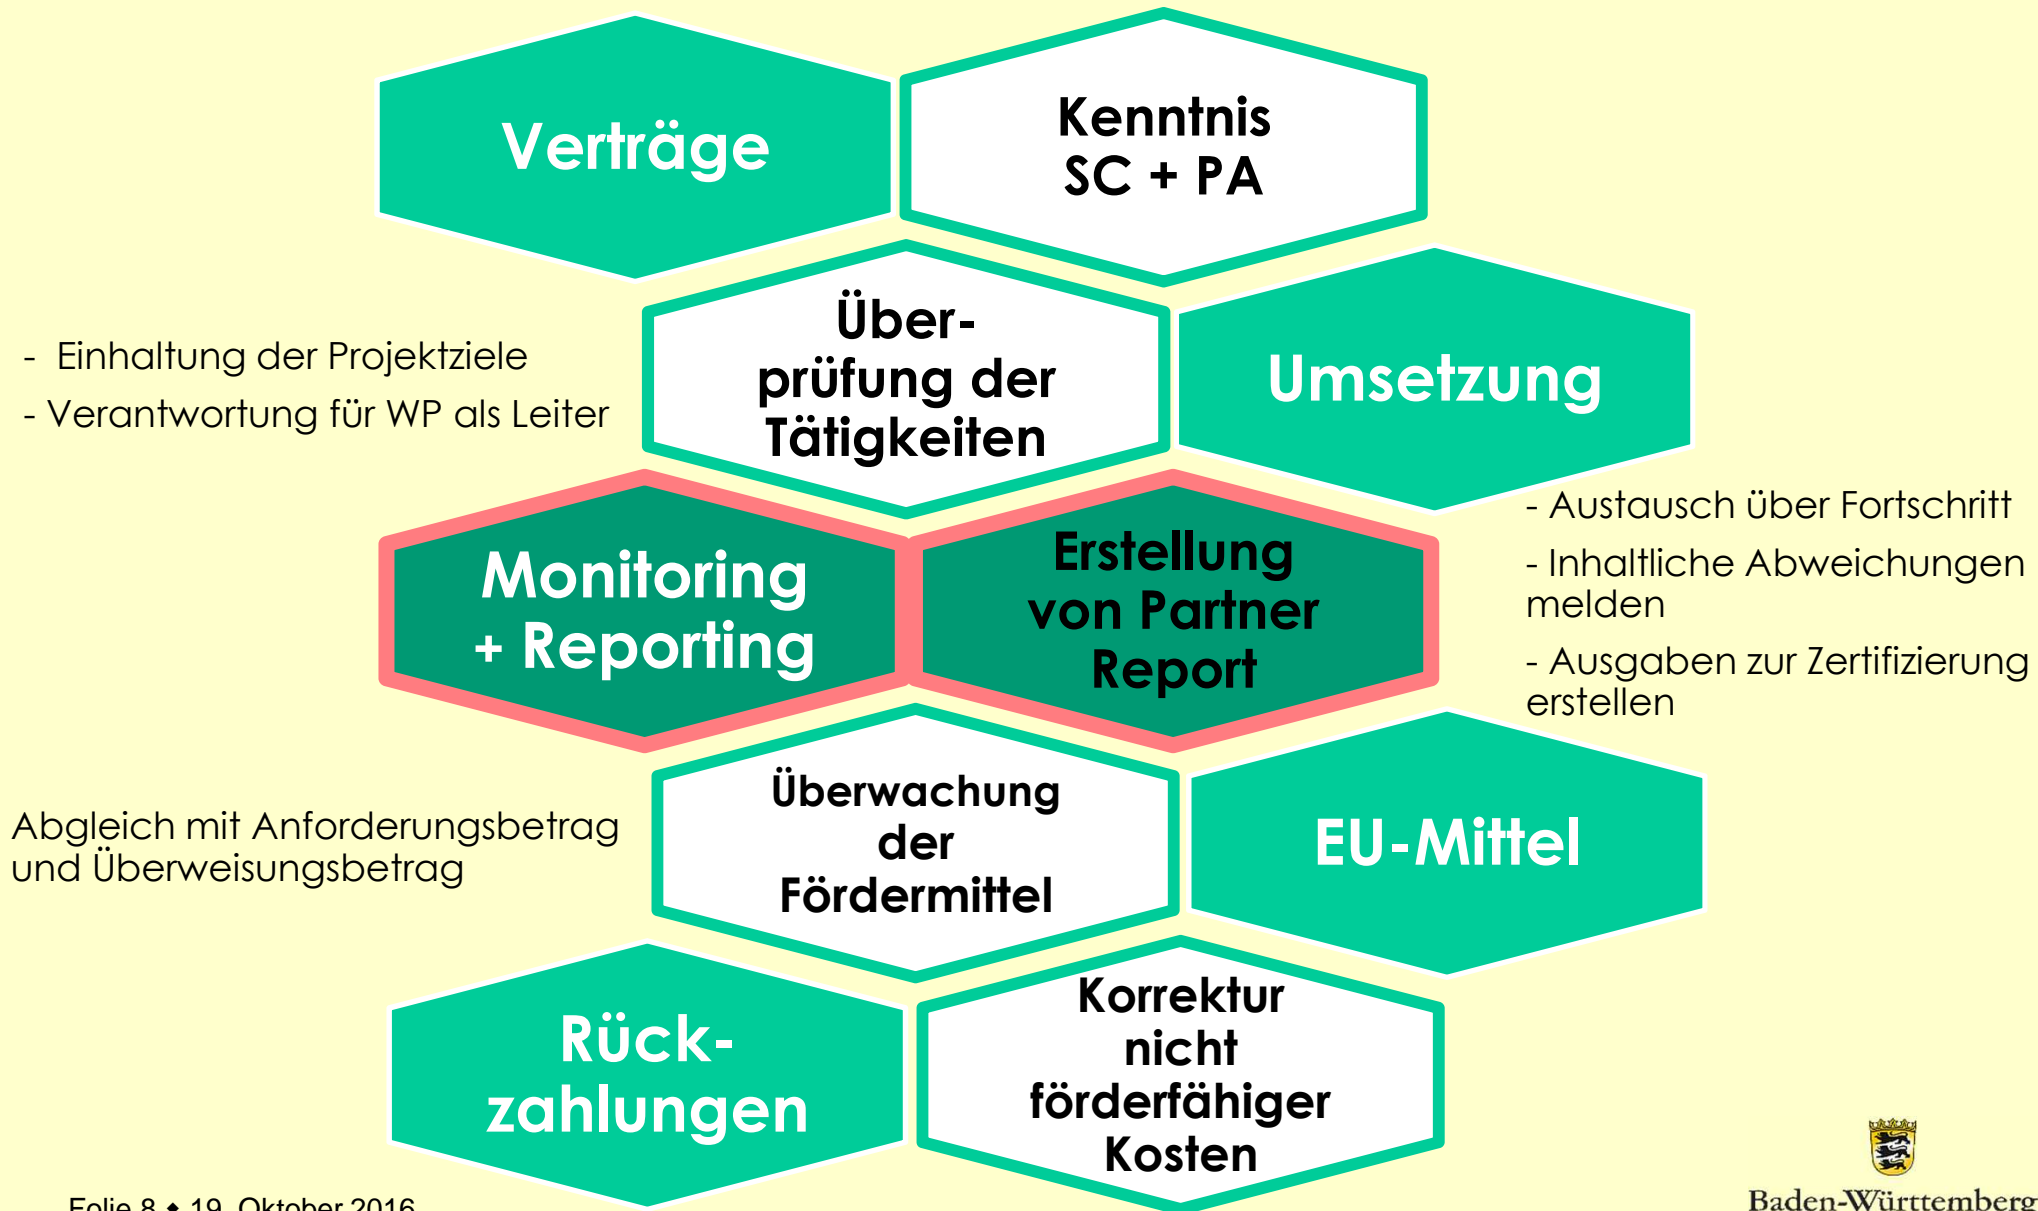 Verträge
Kenntnis
SC + PA
- Einhaltung der Projektziele
- Verantwortung für WP als Leiter
Über-
prüfung der
Tätigkeiten
Umsetzung
Monitoring
+ Reporting
Erstellung
von Partner
Report
- Austausch über Fortschritt
- Inhaltliche Abweichungen
melden
- Ausgaben zur Zertifizierung
erstellen
Abgleich mit Anforderungsbetrag
und Überweisungsbetrag
Überwachung
der
Fördermittel
EU-Mittel
Rück-
zahlungen
Korrektur
nicht
förderfähiger
Kosten
Folie 8 ◆ 19. Oktober 2016
Baden-Württemberg